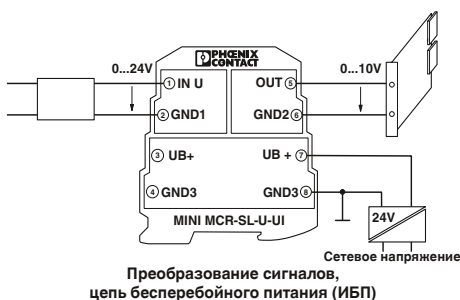 PHŒNIX
CONTACT
0...24V
① IN U
OUT ⑤
0...10V
② GND1
GND2 ⑥
③ UB+
UB + ⑦
④ GND3
GND3 ⑧
24V
MINI MCR-SL-U-UI
Сетевое напряжение
Преобразование сигналов,
цепь бесперебойного питания (ИБП)